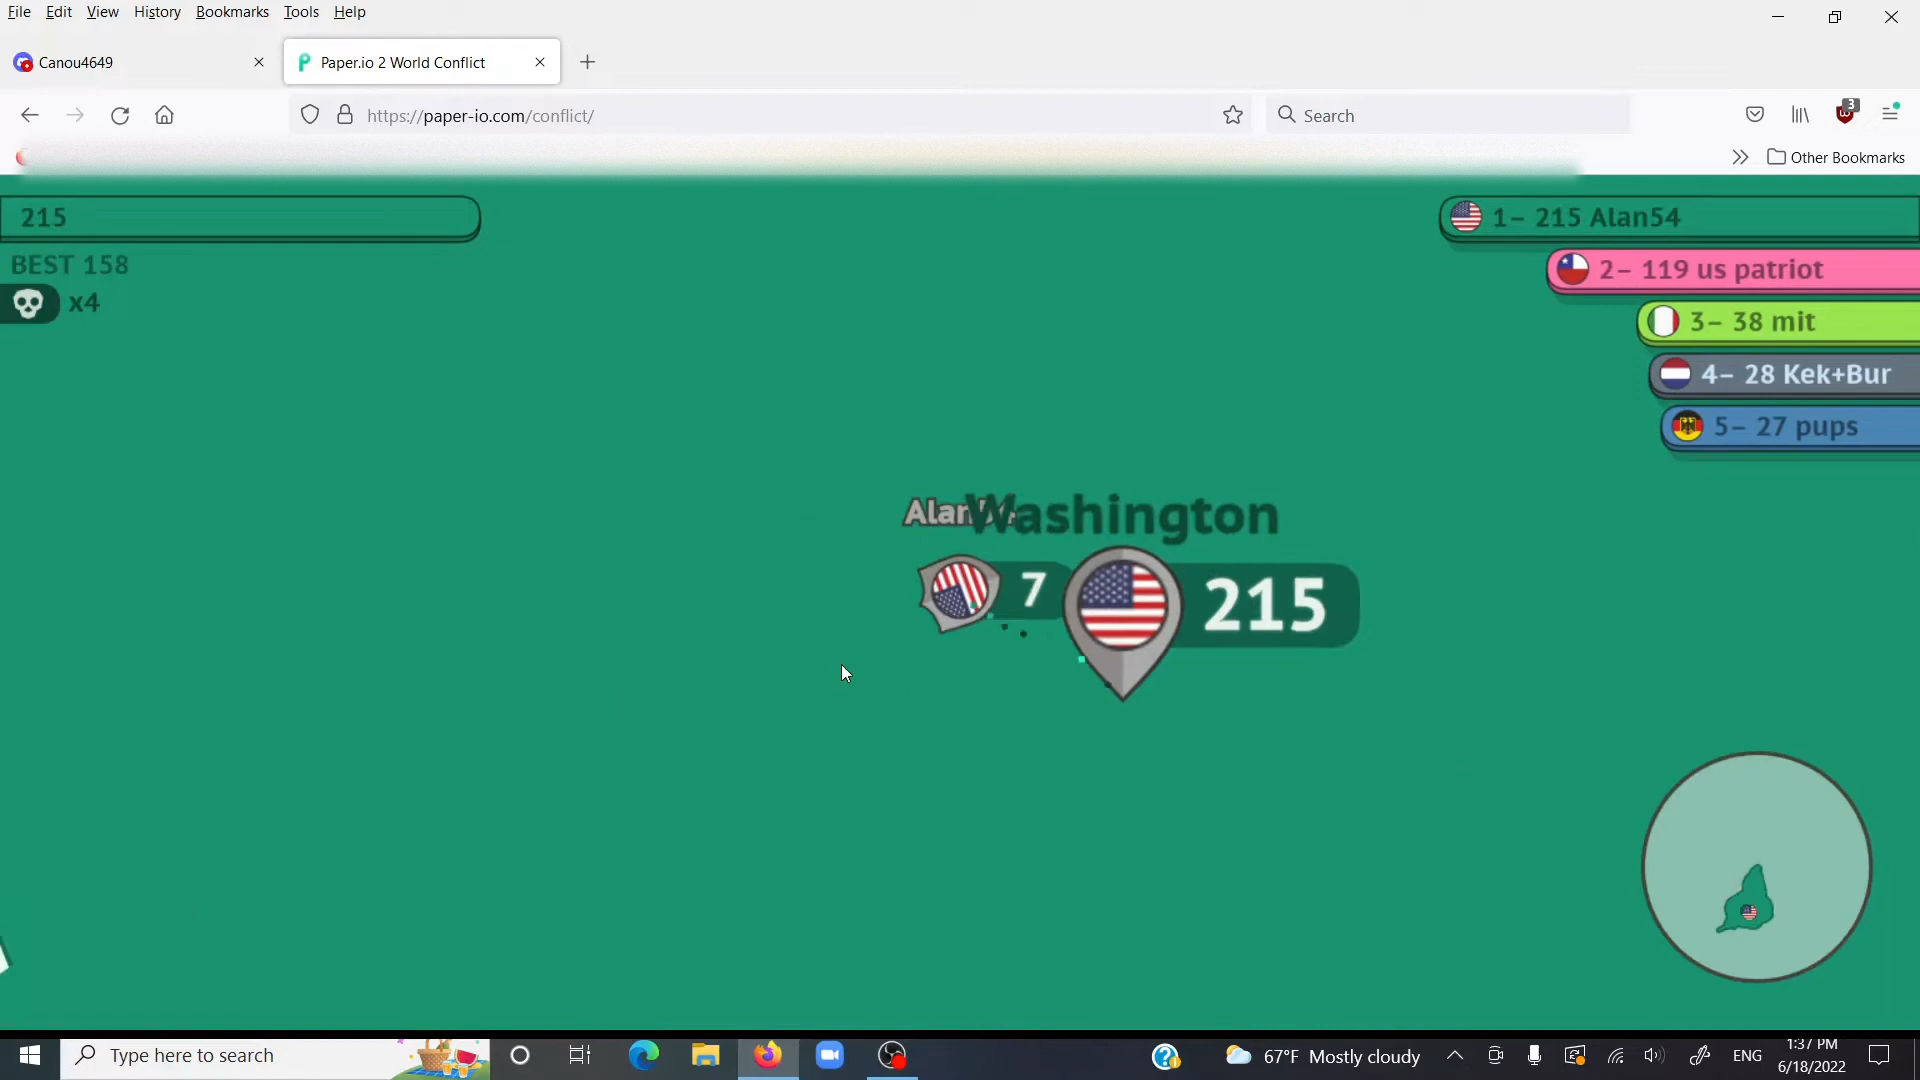 File Edit View History Bookmarks Tools Help
Canou4649
Paper.io 2 World Conflict
https://paper-io.com/conflict/
Search
3
Other Bookmarks
215
BEST 158
x4
1– 215 Alan54
2– 119 us patriot
3– 38 mit
4– 28 Kek+Bur
5– 27 pups
Alan54
Washington
7
215
Type here to search
67°F Mostly cloudy
ENG
1:37 PM
6/18/2022